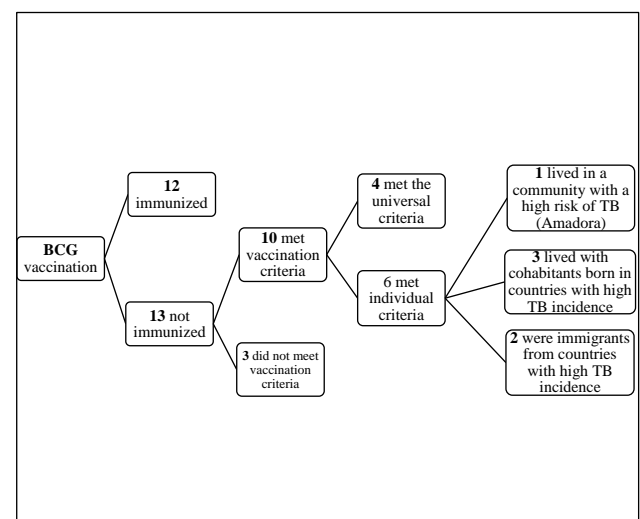 BCG
vaccination
12
immunized
13 not
immunized
10 met
vaccination
criteria
3 did not meet
vaccination
criteria
4 met the
universal
criteria
6 met
individual
criteria
1 lived in a
community with a
high risk of TB
(Amadora)
3 lived with
cohabitants born in
countries with high
TB incidence
2 were immigrants
from countries
with high TB
incidence